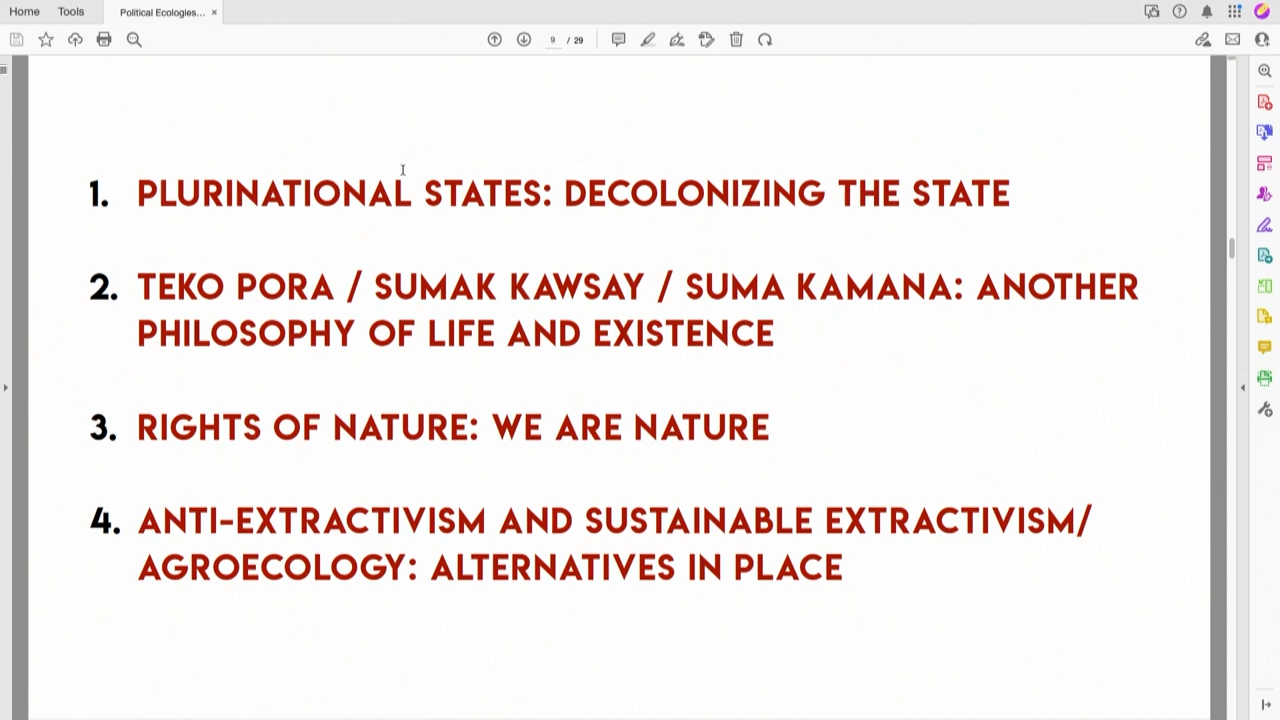 Home Tools Political Ecologies... ×
9 / 29
1. PLURINATIONAL STATES: DECOLONIZING THE STATE
2. TEKO PORA / SUMAK KAWSAY / SUMA KAMANA: ANOTHER
PHILOSOPHY OF LIFE AND EXISTENCE
3. RIGHTS OF NATURE: WE ARE NATURE
4. ANTI-EXTRACTIVISM AND SUSTAINABLE EXTRACTIVISM/
AGROECOLOGY: ALTERNATIVES IN PLACE